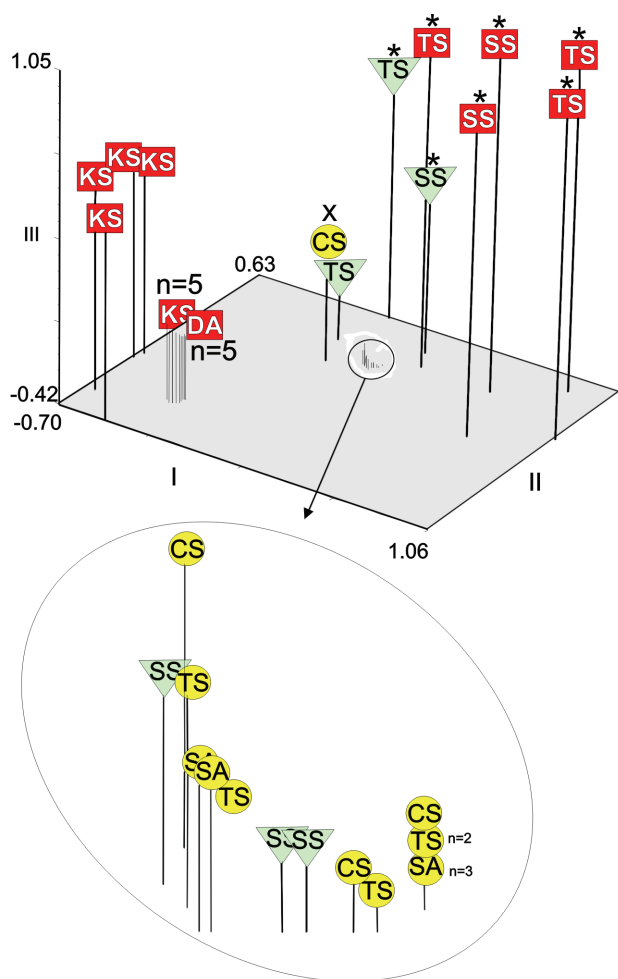 * TS
* SS
* TS
* TS
* TS
* SS
* SS
1.05
KS KS KS
KS
III
x
CS
TS
0.63
n=5
KS DA
n=5
-0.42
-0.70
I
II
1.06
CS
SS TS
SA SA
TS
CS
TS n=2
SA n=3
SS SS
CS
TS